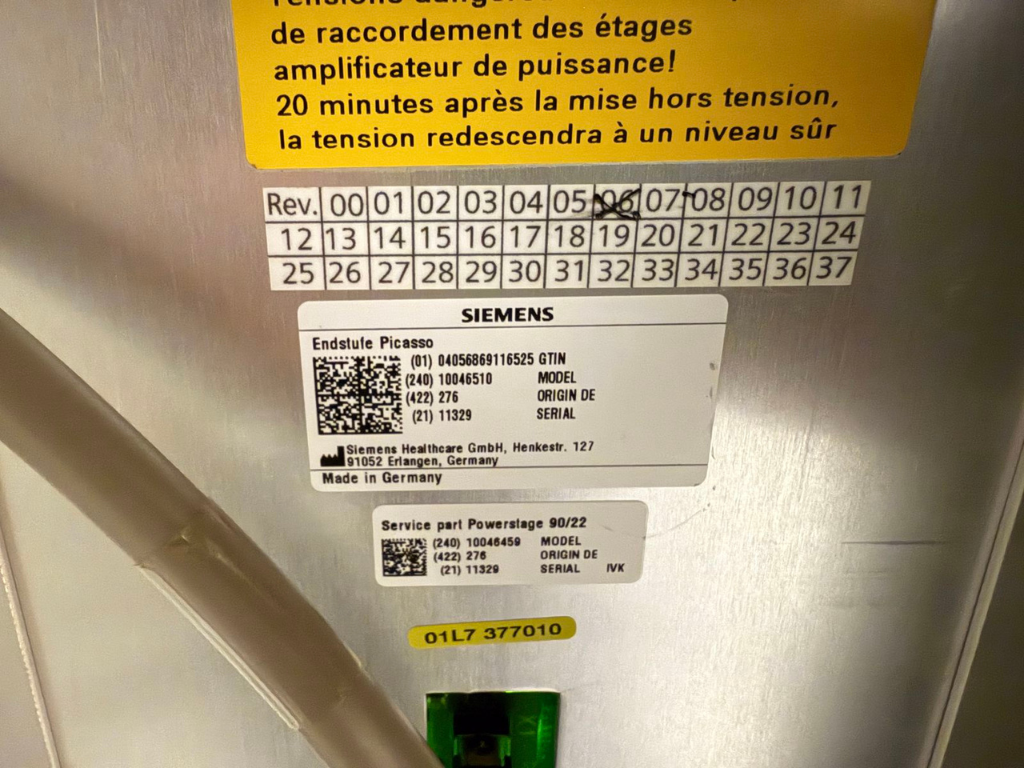 de raccordement des étages
amplificateur de puissance!
20 minutes après la mise hors tension,
la tension redescendra à un niveau sûr
Rev. 00 01 02 03 04 05 06 07 08 09 10 11
12 13 14 15 16 17 18 19 20 21 22 23 24
25 26 27 28 29 30 31 32 33 34 35 36 37
SIEMENS
Endstufe Picasso
(01) 04056869116525 GTIN
(240) 10046510 MODEL
(422) 276 ORIGIN DE
(21) 11329 SERIAL
Siemens Healthcare GmbH, Henkestr. 127
91052 Erlangen, Germany
Made in Germany
Service part Powerstage 90/22
(240) 10046459 MODEL
(422) 276 ORIGIN DE
(21) 11329 SERIAL IVK
01L7 377010